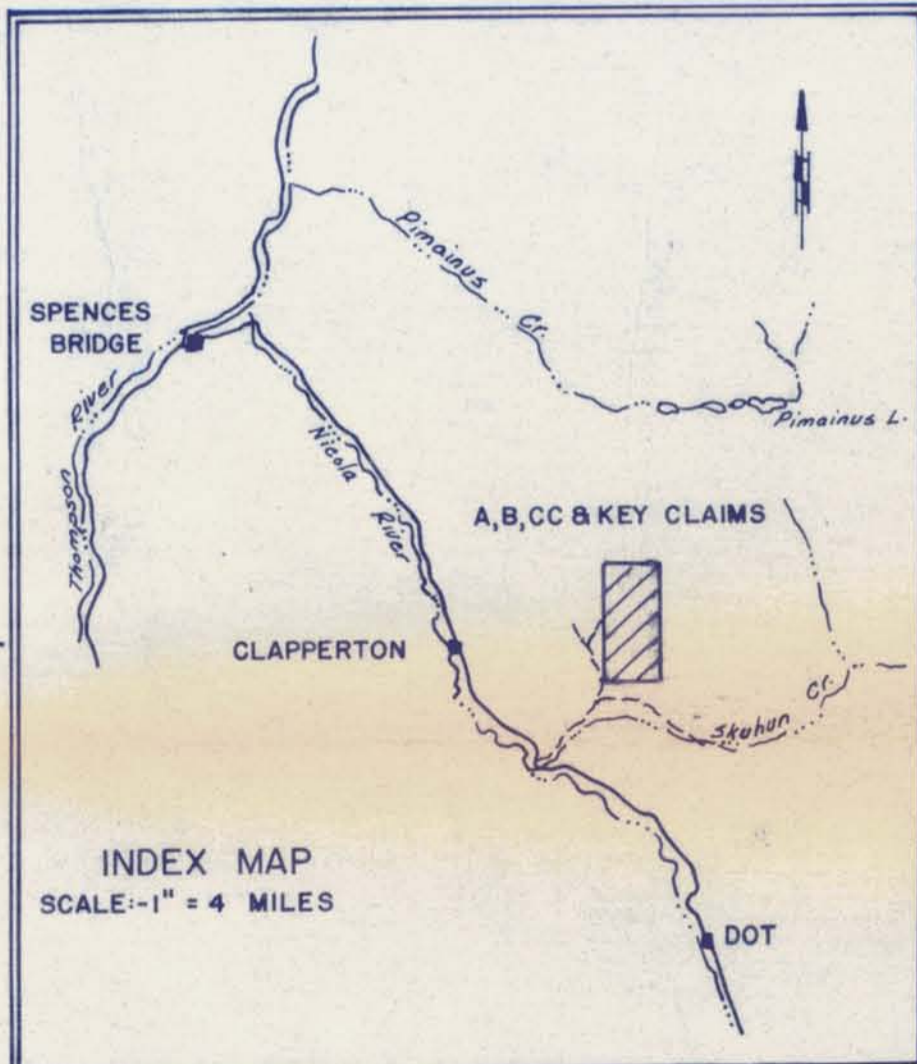 Pimainus
Cr.
SPENCES
BRIDGE
River
Thompson
Pimainus L.
Nicola
River
A,B,CC & KEY CLAIMS
CLAPPERTON
Skuhun
Cr.
INDEX MAP
SCALE:-1" = 4 MILES
DOT